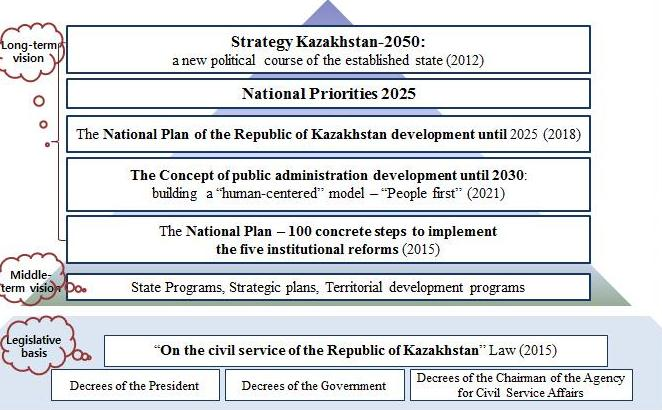 Long-term
vision
Strategy Kazakhstan-2050:
a new political course of the established state (2012)
National Priorities 2025
The National Plan of the Republic of Kazakhstan development until 2025 (2018)
The Concept of public administration development until 2030:
building a “human-centered” model – “People first” (2021)
The National Plan – 100 concrete steps to implement
the five institutional reforms (2015)
Middle-
term vision
State Programs, Strategic plans, Territorial development programs
Legislative
basis
“On the civil service of the Republic of Kazakhstan” Law (2015)
Decrees of the President
Decrees of the Government
Decrees of the Chairman of the Agency
for Civil Service Affairs